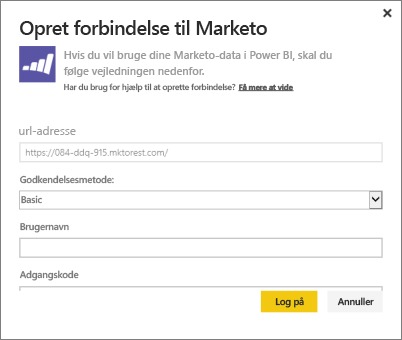 Opret forbindelse til Marketo
Hvis du vil bruge dine Marketo-data i Power BI, skal du
følge vejledningen nedenfor.
Har du brug for hjælp til at oprette forbindelse? Få mere at vide
url-adresse
https://084-ddq-915.mktorest.com/
Godkendelsesmetode:
Basic
Brugernavn
Adgangskode
Log på
Annuller